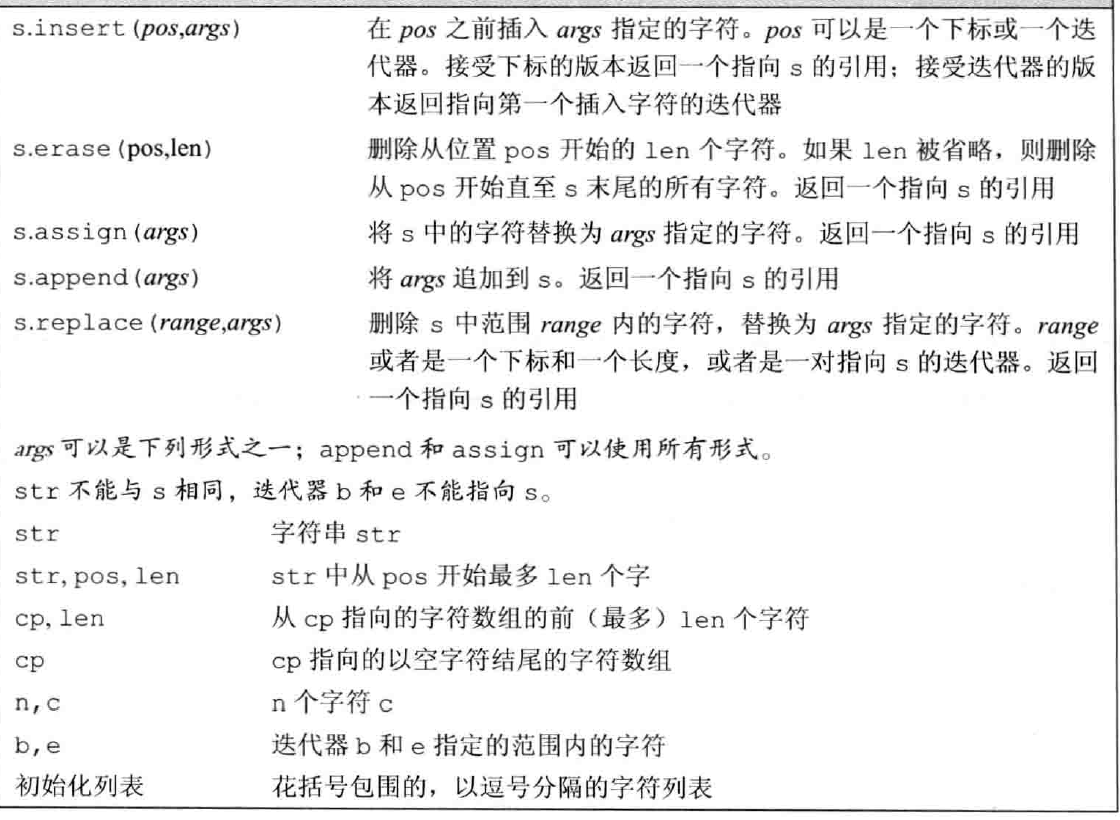 s.insert(pos,args) 在 pos 之前插入 args 指定的字符。pos 可以是一个下标或一个迭
代器。接受下标的版本返回一个指向 s 的引用；接受迭代器的版
本返回指向第一个插入字符的迭代器
s.erase(pos,len) 删除从位置 pos 开始的 len 个字符。如果 len 被省略，则删除
从 pos 开始直至 s 末尾的所有字符。返回一个指向 s 的引用
s.assign(args) 将 s 中的字符替换为 args 指定的字符。返回一个指向 s 的引用
s.append(args) 将 args 追加到 s。返回一个指向 s 的引用
s.replace(range,args) 删除 s 中范围 range 内的字符，替换为 args 指定的字符。range
或者是一个下标和一个长度，或者是一对指向 s 的迭代器。返回
一个指向 s 的引用
args 可以是下列形式之一；append 和 assign 可以使用所有形式。
str 不能与 s 相同，迭代器 b 和 e 不能指向 s。
str 字符串 str
str,pos,len str 中从 pos 开始最多 len 个字
cp,len 从 cp 指向的字符数组的前（最多）len 个字符
cp cp 指向的以空字符结尾的字符数组
n,c n 个字符 c
b,e 迭代器 b 和 e 指定的范围内的字符
初始化列表 花括号包围的，以逗号分隔的字符列表